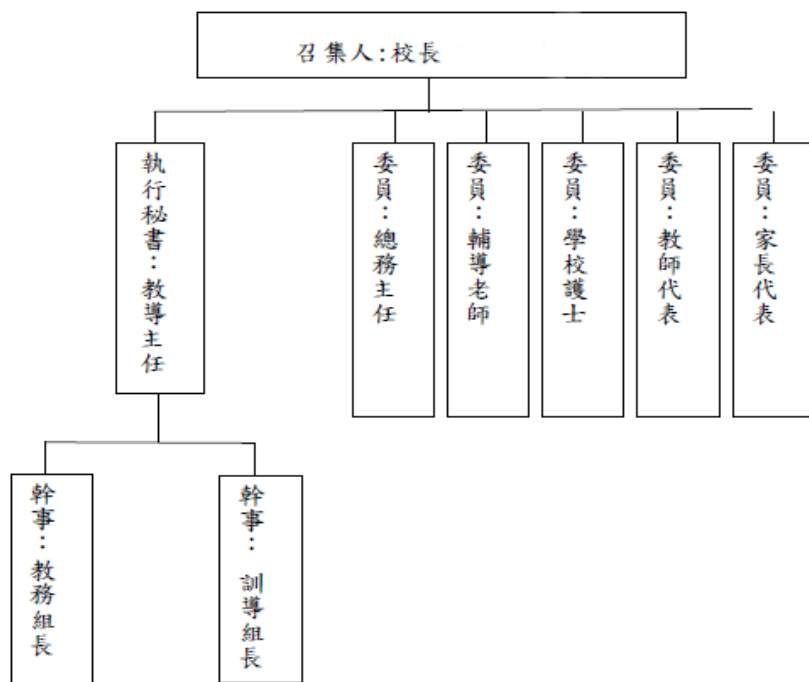 召集人:校長
執行秘書：教導主任
委員：總務主任
委員：輔導老師
委員：學校護士
委員：教師代表
委員：家長代表
幹事：教務組長
幹事：訓導組長